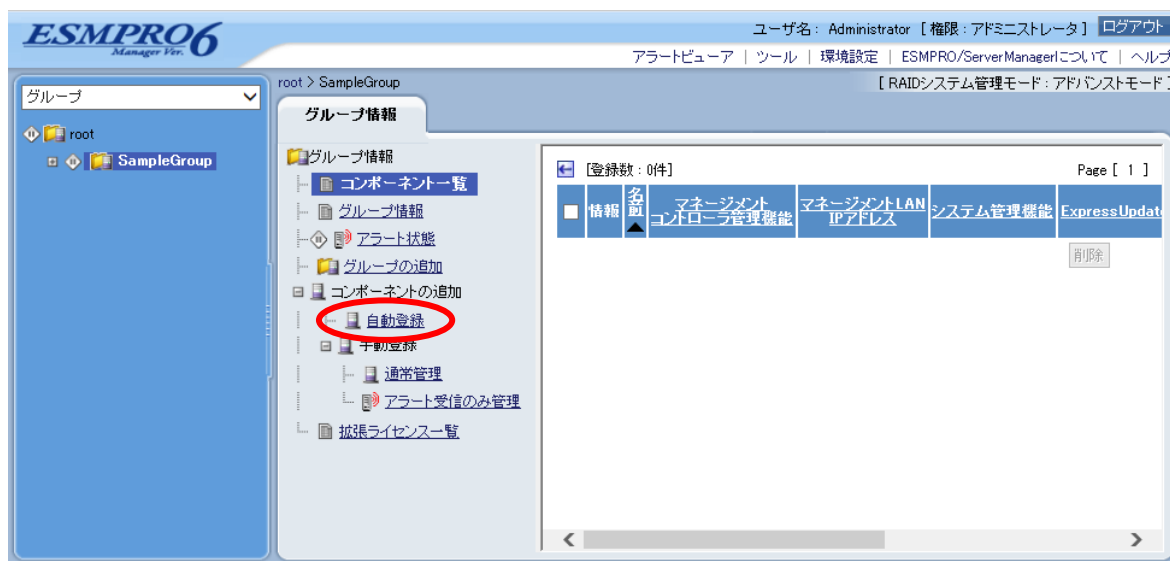 ESMPRO6
Manager Ver.
ユーザ名： Administrator [ 権限：アドミニストレータ ] ログアウト
アラートビューア | ツール | 環境設定 | ESMPRO/ServerManagerについて | ヘルプ
グループ
root
SampleGroup
root > SampleGroup
[ RAIDシステム管理モード：アドバンストモード ]
グループ情報
グループ情報
コンポーネント一覧
グループ情報
アラート状態
グループの追加
コンポーネントの追加
自動登録
手動登録
通常管理
アラート受信のみ管理
拡張ライセンス一覧
[登録数：0件]
Page [ 1 ]
情報
名前
マネージメント
コントローラ管理機能
マネージメントLAN
IPアドレス
システム管理機能
ExpressUpdat
削除